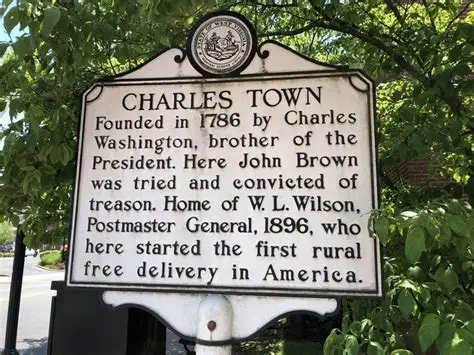 CHARLES TOWN
Founded in 1786 by Charles
Washington, brother of the
President. Here John Brown
was tried and convicted of
treason. Home of W. L. Wilson,
Postmaster General, 1896, who
here started the first rural
free delivery in America.